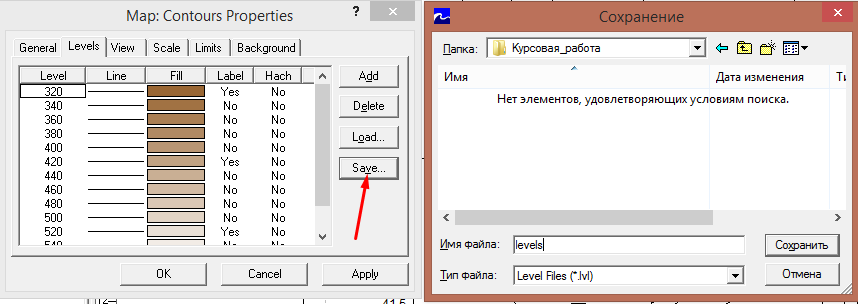 Map: Contours Properties
General Levels View Scale Limits Background
Level Line Fill Label Hach
320 Yes No
340 No No
360 No No
380 No No
400 No No
420 Yes No
440 No No
460 No No
480 No No
500 No No
520 Yes No
Add
Delete
Load...
Save...
OK Cancel Apply
Сохранение
Папка: Курсовая_работа
Имя Дата изменения Ти
Нет элементов, удовлетворяющих условиям поиска.
Имя файла: levels Сохранить
Тип файла: Level Files (*.lvl) Отмена